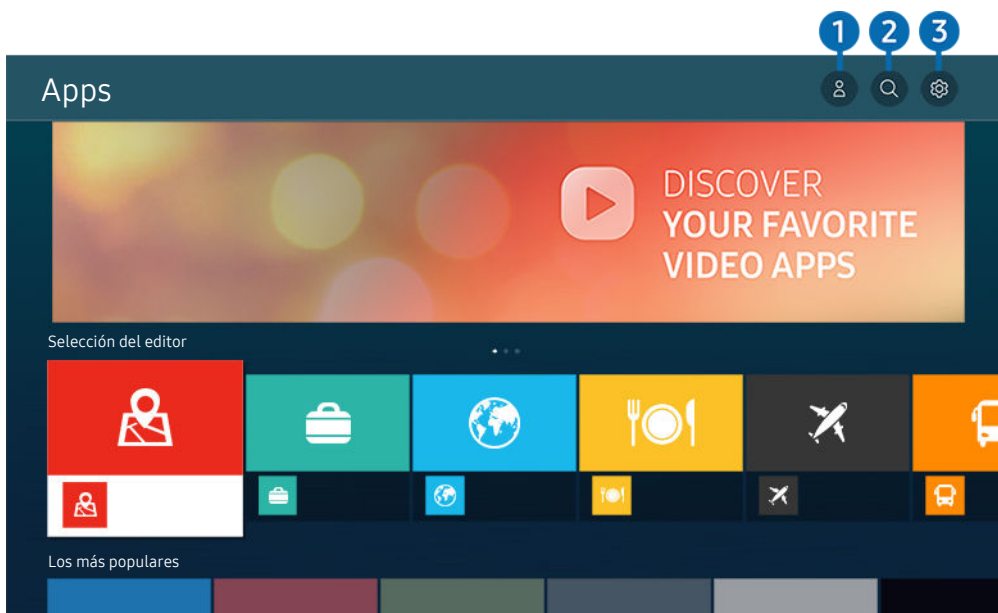 1 2 3
Apps
DISCOVER
YOUR FAVORITE
VIDEO APPS
Selección del editor
Los más populares